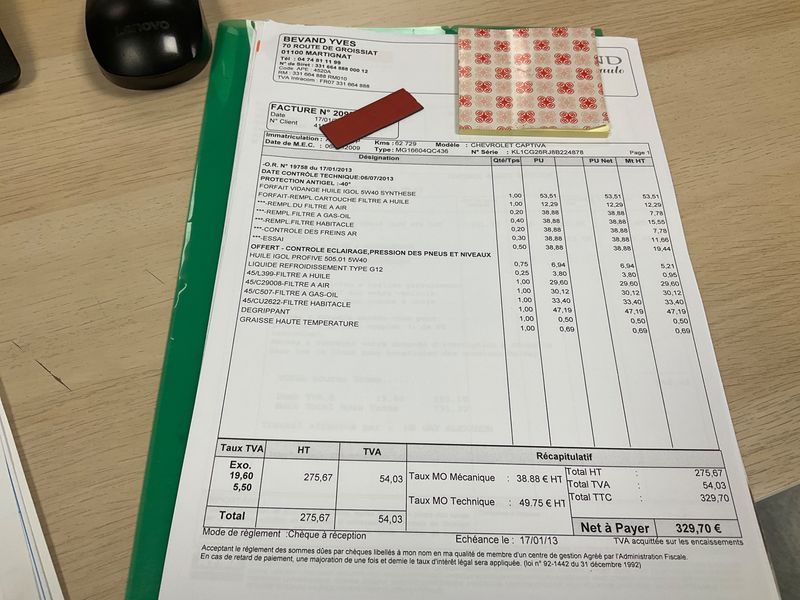 Lenovo
BEVAND YVES
70 ROUTE DE GROISSIAT
01100 MARTIGNAT
Tél : 04 74 81 11 99
N° de Siret : 331 664 888 000 12
Code APE : 4520A
RM : 331 664 888 RM010
TVA Intracom : FR07 331 664 888
FACTURE N°
Date
N° Client
Immatriculation : Kms : 62 729 Modèle : CHEVROLET CAPTIVA
Date de M.E.C. : Type : MG16604QC436 N° Série : KL1CG26RJ8B224878 Page 1
Désignation Qté/Tps PU PU Net Mt HT
-O.R. N° 19758 du 17/01/2013
DATE CONTRÔLE TECHNIQUE:06/07/2013
PROTECTION ANTIGEL :-40°
FORFAIT VIDANGE HUILE IGOL 5W40 SYNTHESE 1,00 53,51 53,51 53,51
FORFAIT-REMPL.CARTOUCHE FILTRE A HUILE 1,00 12,29 12,29 12,29
***-REMPL.DU FILTRE A AIR 0,20 38,88 38,88 7,78
***-REMPL.FILTRE A GAS-OIL 0,40 38,88 38,88 15,55
***-REMPL.FILTRE HABITACLE 0,20 38,88 38,88 7,78
***-CONTROLE DES FREINS AR 0,30 38,88 38,88 11,66
***-ESSAI 0,50 38,88 38,88 19,44
OFFERT - CONTROLE ECLAIRAGE,PRESSION DES PNEUS ET NIVEAUX
HUILE IGOL PROFIVE 505.01 5W40 0,75 6,94 6,94 5,21
LIQUIDE REFROIDISSEMENT TYPE G12 0,25 3,80 3,80 0,95
45/L399-FILTRE A HUILE 1,00 29,60 29,60 29,60
45/C29008-FILTRE A AIR 1,00 30,12 30,12 30,12
45/C507-FILTRE A GAS-OIL 1,00 33,40 33,40 33,40
45/CU2622-FILTRE HABITACLE 1,00 47,19 47,19 47,19
DEGRIPPANT 1,00 0,50 0,50 0,50
GRAISSE HAUTE TEMPERATURE 1,00 0,69 0,69 0,69
Taux TVA HT TVA Récapitulatif
Exo.
19,60 275,67 54,03 Taux MO Mécanique : 38.88 € HT Total HT : 275,67
5,50 Total TVA : 54,03
Taux MO Technique : 49.75 € HT Total TTC : 329,70
Total 275,67 54,03 Net à Payer 329,70 €
Mode de règlement :Chèque à réception Echéance le : 17/01/13 TVA acquittée sur les encaissements
Acceptant le règlement des sommes dûes par chèques libellés à mon nom en ma qualité de membre d'un centre de gestion Agréé par l'Administration Fiscale.
En cas de retard de paiement, une majoration de une fois et demie le taux d'intérêt légal sera appliquée. (loi n° 92-1442 du 31 décembre 1992)